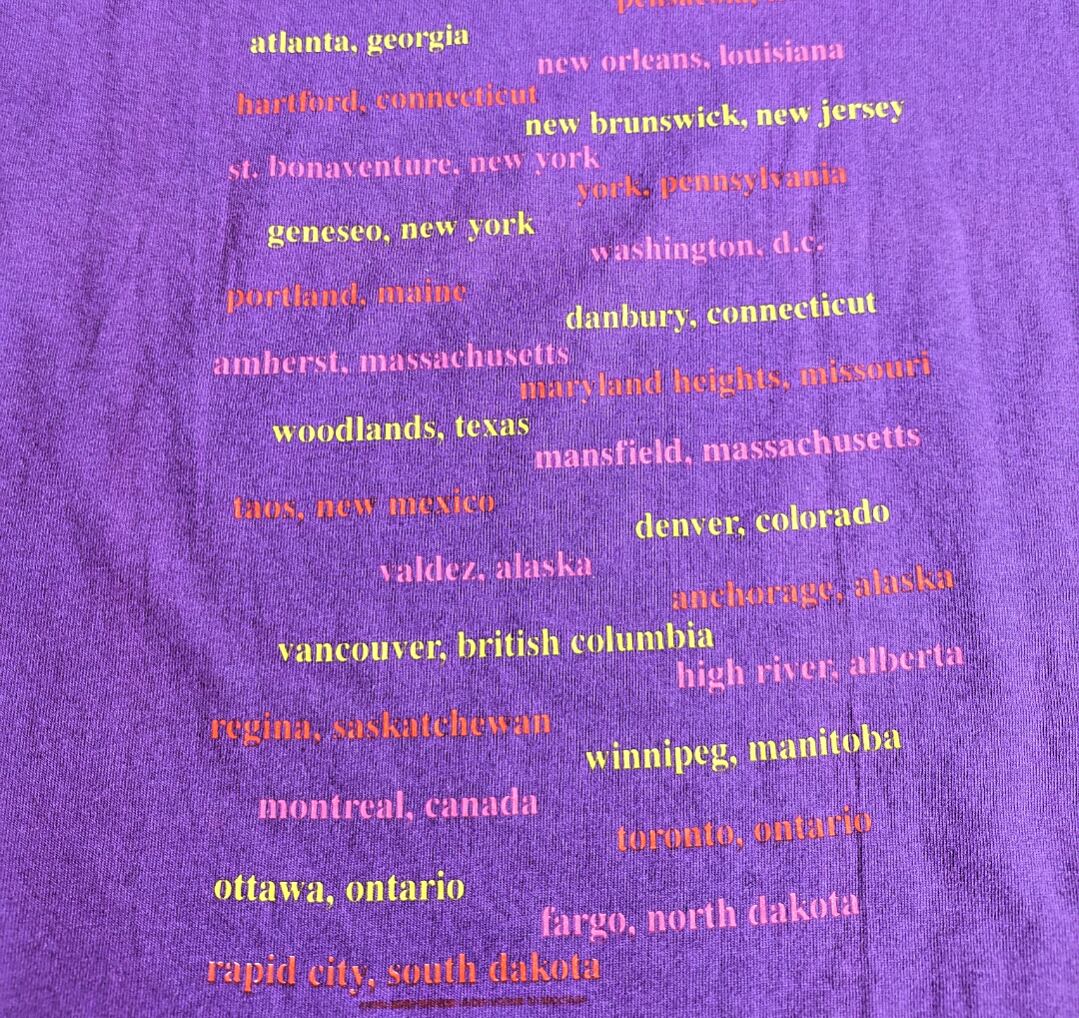 pensacola,
atlanta, georgia
new orleans, louisiana
hartford, connecticut
new brunswick, new jersey
st. bonaventure, new york
york, pennsylvania
geneseo, new york
washington, d.c.
portland, maine
danbury, connecticut
amherst, massachusetts
maryland heights, missouri
woodlands, texas
mansfield, massachusetts
taos, new mexico
denver, colorado
valdez, alaska
anchorage, alaska
vancouver, british columbia
high river, alberta
regina, saskatchewan
winnipeg, manitoba
montreal, canada
toronto, ontario
ottawa, ontario
fargo, north dakota
rapid city, south dakota